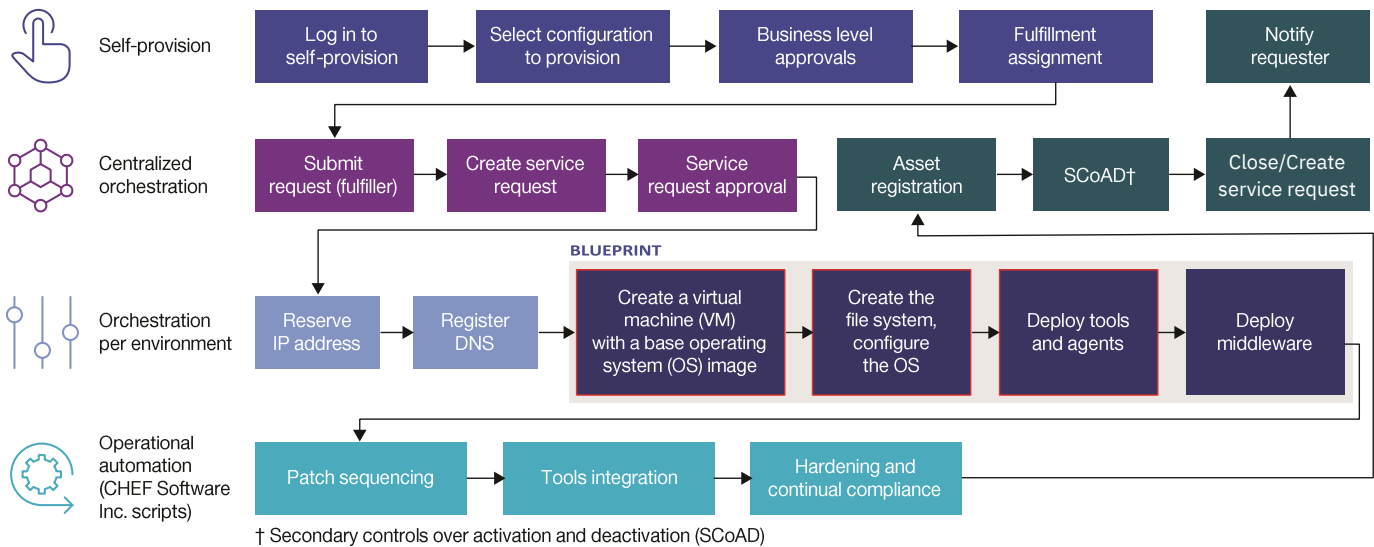 Self-provision
Log in to
self-provision
Select configuration
to provision
Business level
approvals
Fulfillment
assignment
Notify
requester
Centralized
orchestration
Submit
request (fulfiller)
Create service
request
Service
request approval
Asset
registration
SCoAD†
Close/Create
service request
BLUEPRINT
Orchestration
per environment
Reserve
IP address
Register
DNS
Create a virtual
machine (VM)
with a base operating
system (OS) image
Create the
file system,
configure
the OS
Deploy tools
and agents
Deploy
middleware
Operational
automation
(CHEF Software
Inc. scripts)
Patch sequencing
Tools integration
Hardening and
continual compliance
† Secondary controls over activation and deactivation (SCoAD)